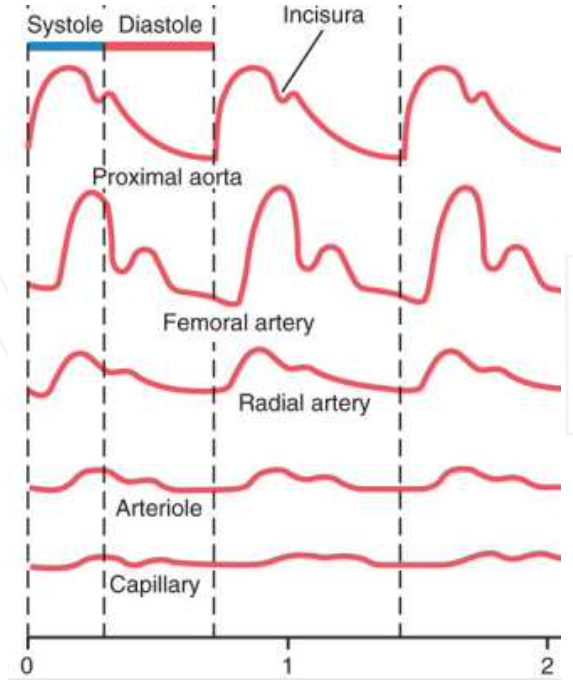 Incisura
Systole Diastole
Proximal aorta
Femoral artery
Radial artery
Arteriole
Capillary
0 1 2